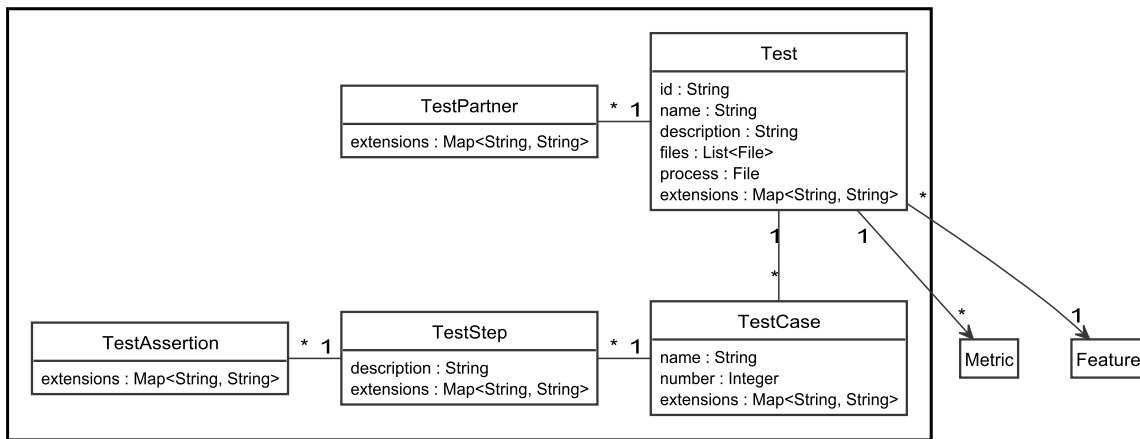 Test
id : String
name : String
description : String
files : List<File>
process : File
extensions : Map<String, String>
TestPartner
extensions : Map<String, String>
* 1
*
1
1
*
*
1
TestAssertion
extensions : Map<String, String>
* 1
TestStep
description : String
extensions : Map<String, String>
* 1
TestCase
name : String
number : Integer
extensions : Map<String, String>
Metric
Feature